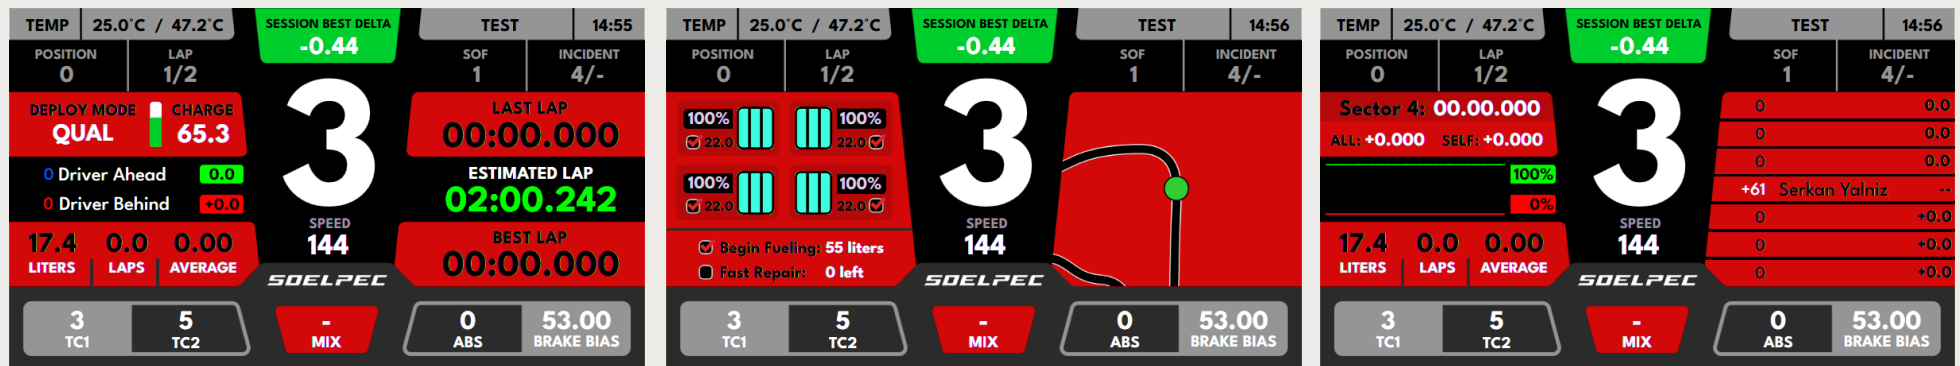 TEMP 25.0°C / 47.2°C
SESSION BEST DELTA
-0.44
TEST 14:55
POSITION LAP
0 1/2
SOF INCIDENT
1 4/-
DEPLOY MODE CHARGE
QUAL 65.3
3
LAST LAP
00:00.000
0 Driver Ahead 0.0
0 Driver Behind +0.0
ESTIMATED LAP
02:00.242
17.4 0.0 0.00
LITERS LAPS AVERAGE
SPEED
144
BEST LAP
00:00.000
SOELPEC
3 5
TC1 TC2
-
MIX
0 53.00
ABS BRAKE BIAS
TEMP 25.0°C / 47.2°C
SESSION BEST DELTA
-0.44
TEST 14:56
POSITION LAP
0 1/2
SOF INCIDENT
1 4/-
100% 100%
22.0 22.0
3
100% 100%
22.0 22.0
Begin Fueling: 55 liters
Fast Repair: 0 left
SPEED
144
SOELPEC
3 5
TC1 TC2
-
MIX
0 53.00
ABS BRAKE BIAS
TEMP 25.0°C / 47.2°C
SESSION BEST DELTA
-0.44
TEST 14:56
POSITION LAP
0 1/2
SOF INCIDENT
1 4/-
Sector 4: 00.00.000
ALL: +0.000 SELF: +0.000
100%
0%
3
0 0.0
0 0.0
0 0.0
+61 Serkan Yalniz --
0 +0.0
0 +0.0
0 +0.0
17.4 0.0 0.00
LITERS LAPS AVERAGE
SPEED
144
SOELPEC
3 5
TC1 TC2
-
MIX
0 53.00
ABS BRAKE BIAS